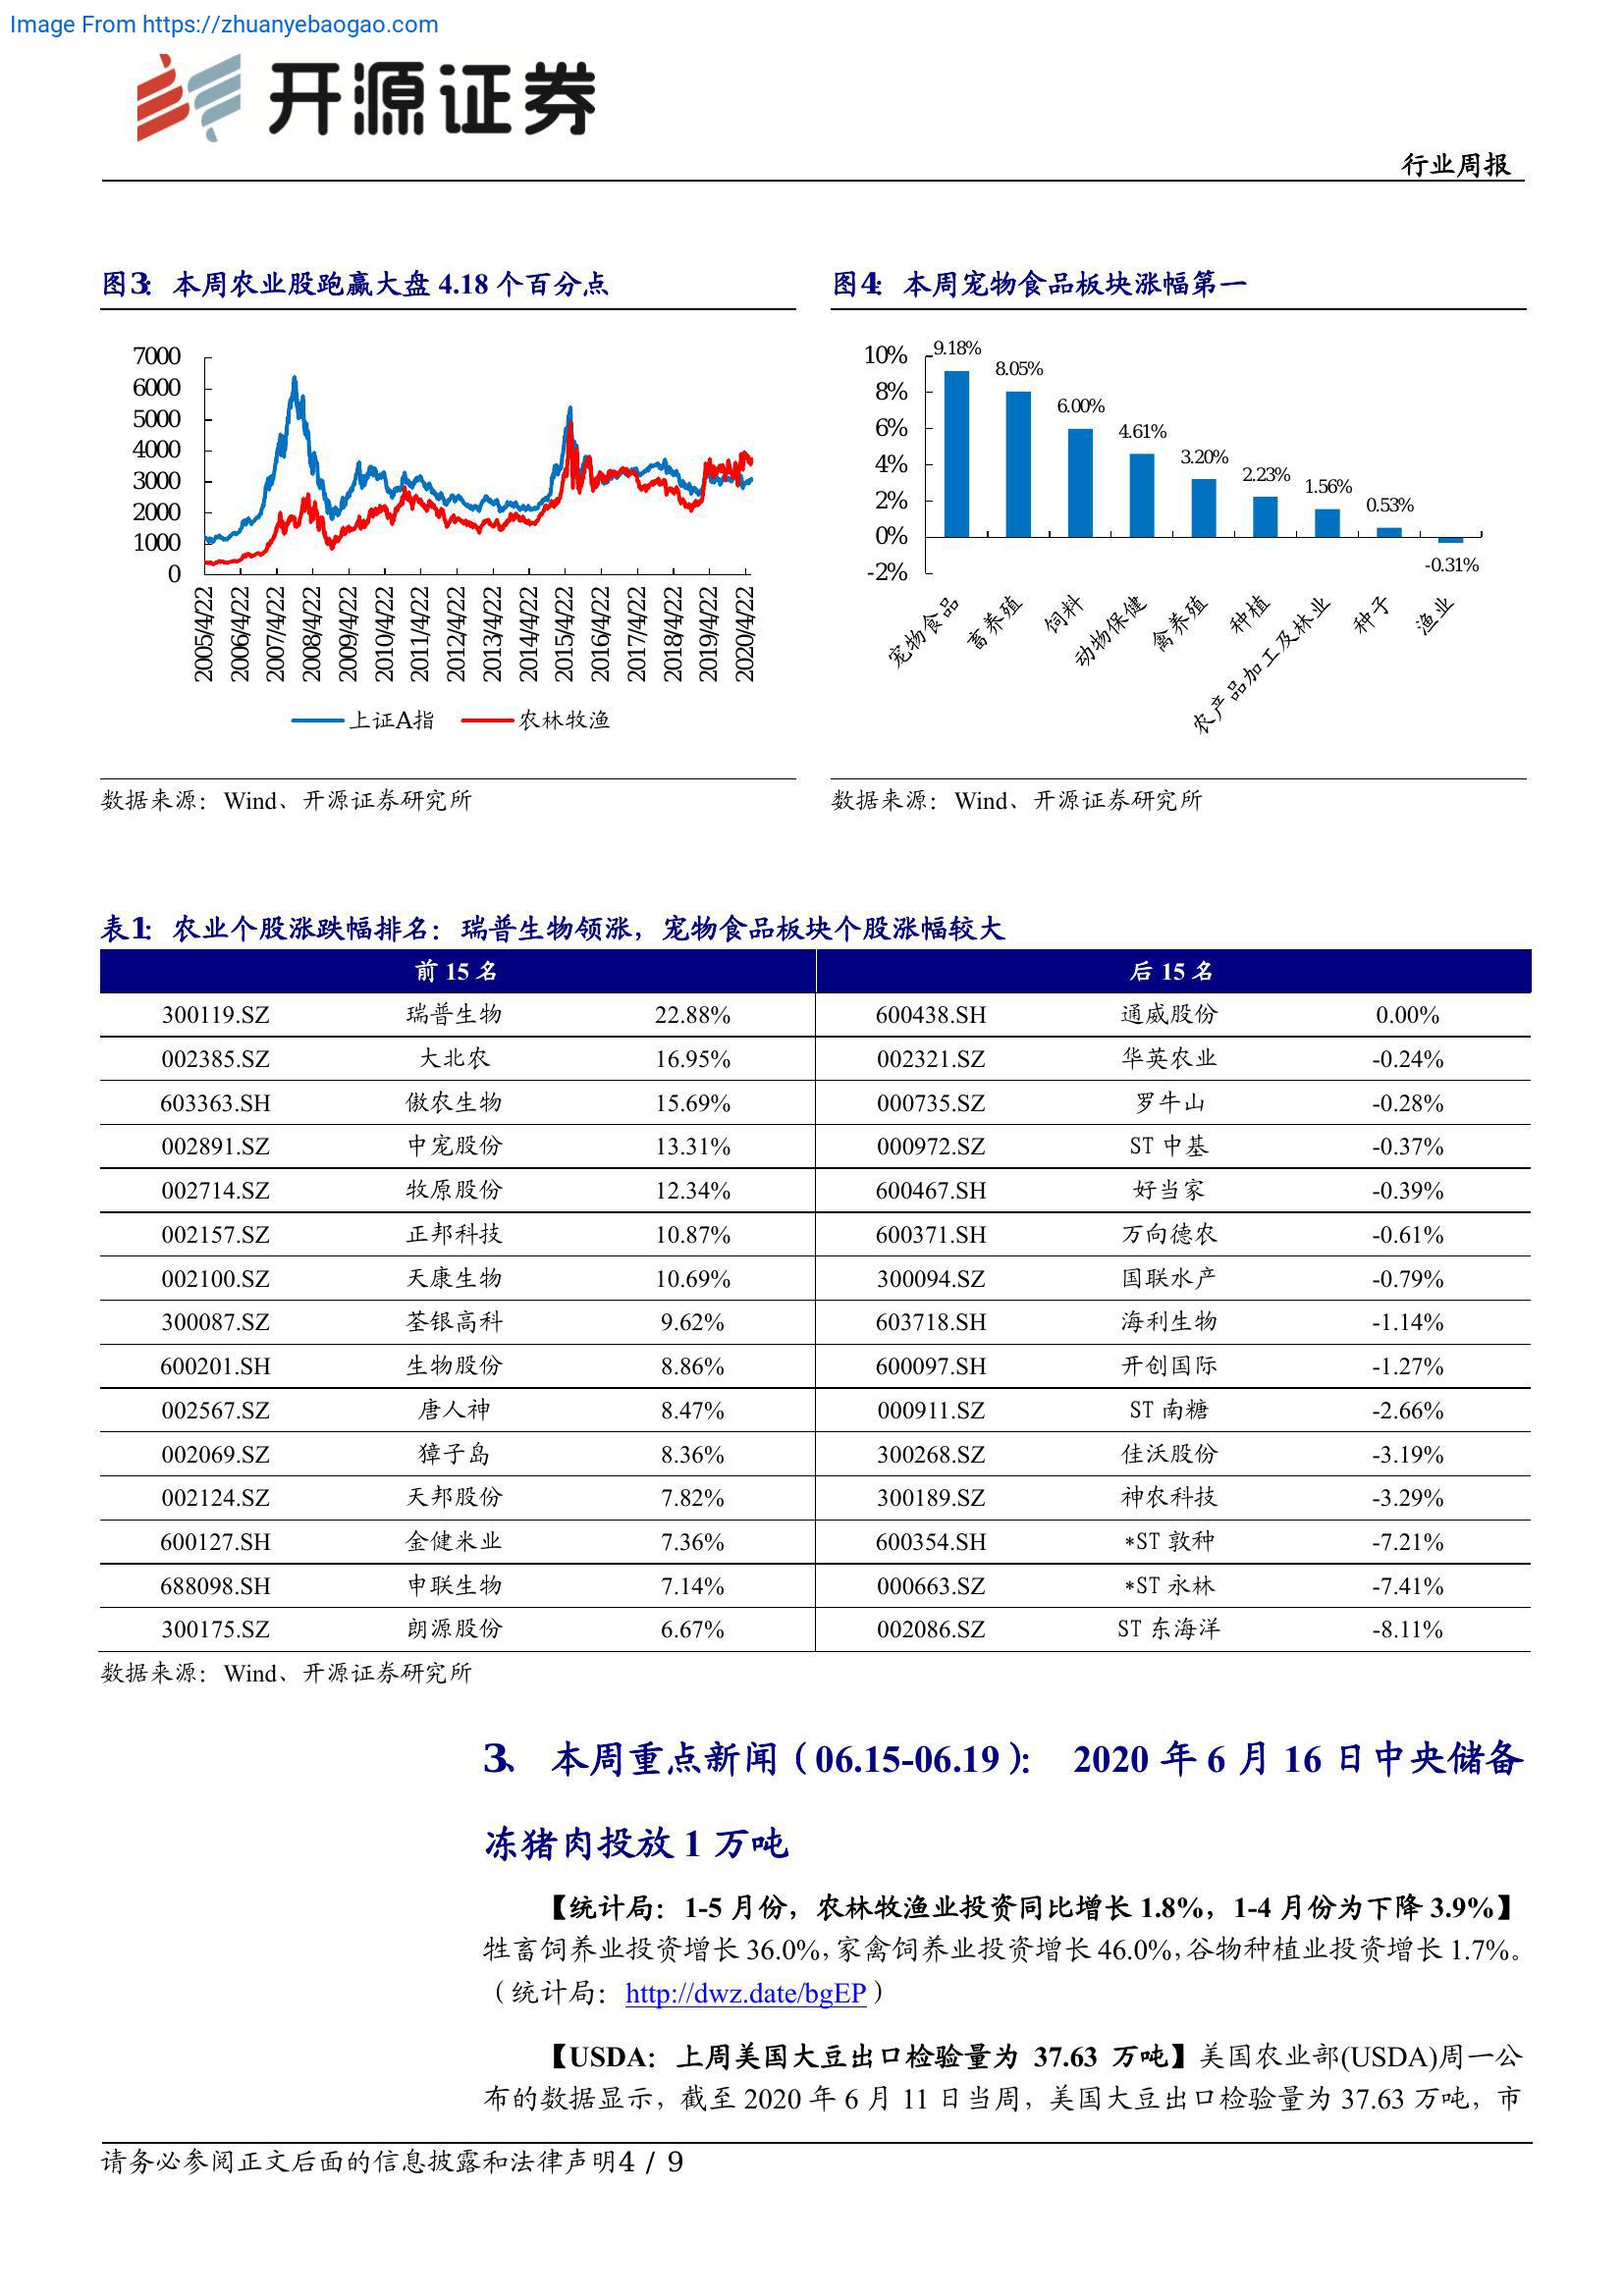 Image From https://zhuanyebaogao.com
开源证券
行业周报
图3: 本周农业股跑赢大盘 4.18 个百分点
7000
6000
5000
4000
3000
2000
1000
0
2005/4/22
2006/4/22
2007/4/22
2008/4/22
2009/4/22
2010/4/22
2011/4/22
2012/4/22
2013/4/22
2014/4/22
2015/4/22
2016/4/22
2017/4/22
2018/4/22
2019/4/22
2020/4/22
上证A指 农林牧渔
数据来源：Wind、开源证券研究所
图4: 本周宠物食品板块涨幅第一
10%
8%
6%
4%
2%
0%
-2%
9.18%
8.05%
6.00%
4.61%
3.20%
2.23%
1.56%
0.53%
-0.31%
宠物食品
畜养殖
饲料
动物保健
禽养殖
种植
农产品加工及林业
种子
渔业
数据来源：Wind、开源证券研究所
表1: 农业个股涨跌幅排名：瑞普生物领涨，宠物食品板块个股涨幅较大
前 15 名 后 15 名
300119.SZ 瑞普生物 22.88% 600438.SH 通威股份 0.00%
002385.SZ 大北农 16.95% 002321.SZ 华英农业 -0.24%
603363.SH 傲农生物 15.69% 000735.SZ 罗牛山 -0.28%
002891.SZ 中宠股份 13.31% 000972.SZ ST 中基 -0.37%
002714.SZ 牧原股份 12.34% 600467.SH 好当家 -0.39%
002157.SZ 正邦科技 10.87% 600371.SH 万向德农 -0.61%
002100.SZ 天康生物 10.69% 300094.SZ 国联水产 -0.79%
300087.SZ 荃银高科 9.62% 603718.SH 海利生物 -1.14%
600201.SH 生物股份 8.86% 600097.SH 开创国际 -1.27%
002567.SZ 唐人神 8.47% 000911.SZ ST 南糖 -2.66%
002069.SZ 獐子岛 8.36% 300268.SZ 佳沃股份 -3.19%
002124.SZ 天邦股份 7.82% 300189.SZ 神农科技 -3.29%
600127.SH 金健米业 7.36% 600354.SH *ST 敦种 -7.21%
688098.SH 申联生物 7.14% 000663.SZ *ST 永林 -7.41%
300175.SZ 朗源股份 6.67% 002086.SZ ST 东海洋 -8.11%
数据来源：Wind、开源证券研究所
3、 本周重点新闻（06.15-06.19）： 2020 年 6 月 16 日中央储备
冻猪肉投放 1 万吨
【统计局：1-5 月份，农林牧渔业投资同比增长 1.8%，1-4 月份为下降 3.9%】
牲畜饲养业投资增长 36.0%，家禽饲养业投资增长 46.0%，谷物种植业投资增长 1.7%。
（统计局：http://dwz.date/bgEP）
【USDA：上周美国大豆出口检验量为 37.63 万吨】美国农业部(USDA)周一公
布的数据显示，截至 2020 年 6 月 11 日当周，美国大豆出口检验量为 37.63 万吨，市
请务必参阅正文后面的信息披露和法律声明4 / 9